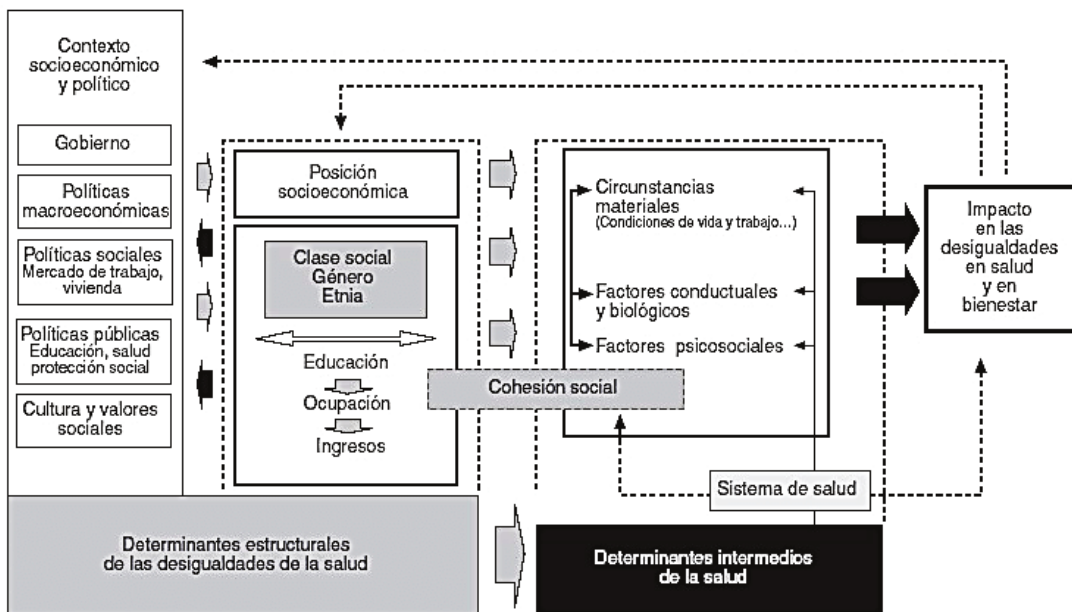 Contexto
socioeconómico
y político
Gobierno
Políticas
macroeconómicas
Políticas sociales
Mercado de trabajo,
vivienda
Políticas públicas
Educación, salud
protección social
Cultura y valores
sociales
Posición
socioeconómica
Clase social
Género
Etnia
Educación
Ocupación
Ingresos
Cohesión social
Circunstancias
materiales
(Condiciones de vida y trabajo...)
Factores conductuales
y biológicos
Factores psicosociales
Sistema de salud
Impacto
en las
desigualdades
en salud
y en
bienestar
Determinantes estructurales
de las desigualdades de la salud
Determinantes intermedios
de la salud